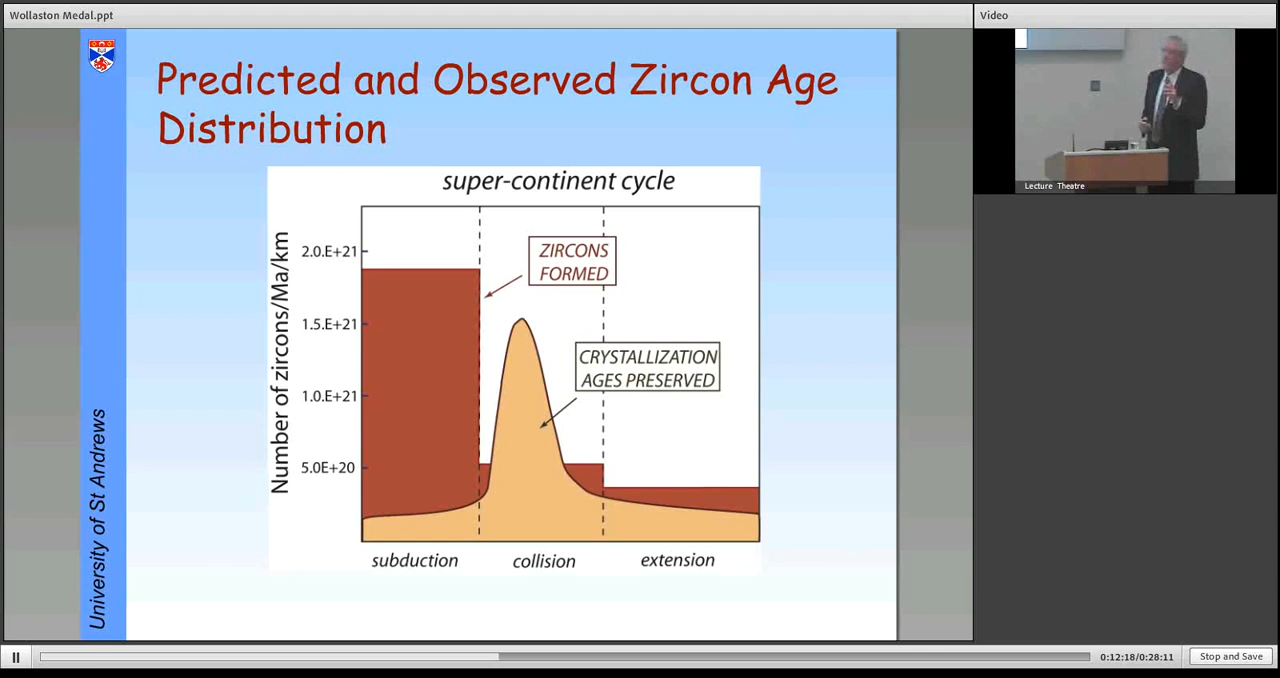 Wollaston Medal.ppt
Video
Predicted and Observed Zircon Age
Distribution
super-continent cycle
Number of zircons/Ma/km
2.0.E+21
1.5.E+21
1.0.E+21
5.0E+20
ZIRCONS
FORMED
CRYSTALLIZATION
AGES PRESERVED
subduction
collision
extension
University of St Andrews
Lecture Theatre
0:12:18/0:28:11
Stop and Save